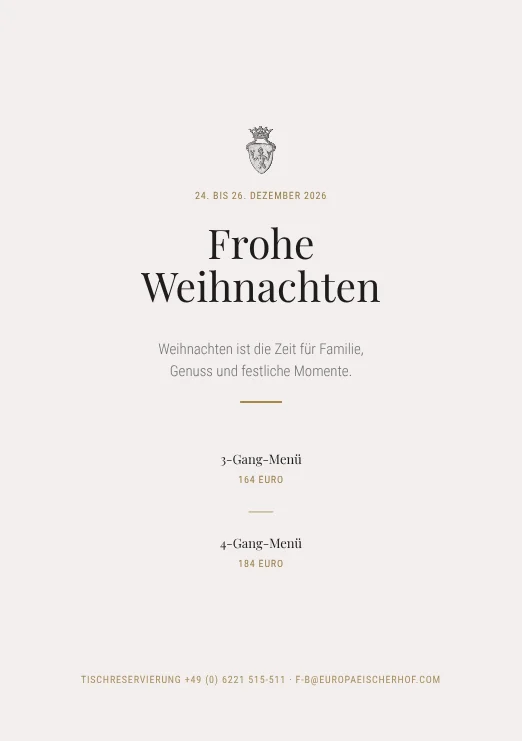 24. BIS 26. DEZEMBER 2026
Frohe
Weihnachten
Weihnachten ist die Zeit für Familie,
Genuss und festliche Momente.
3-Gang-Menü
164 EURO
4-Gang-Menü
184 EURO
TISCHRESERVIERUNG +49 (0) 6221 515-511 · F-B@EUROPAEISCHERHOF.COM